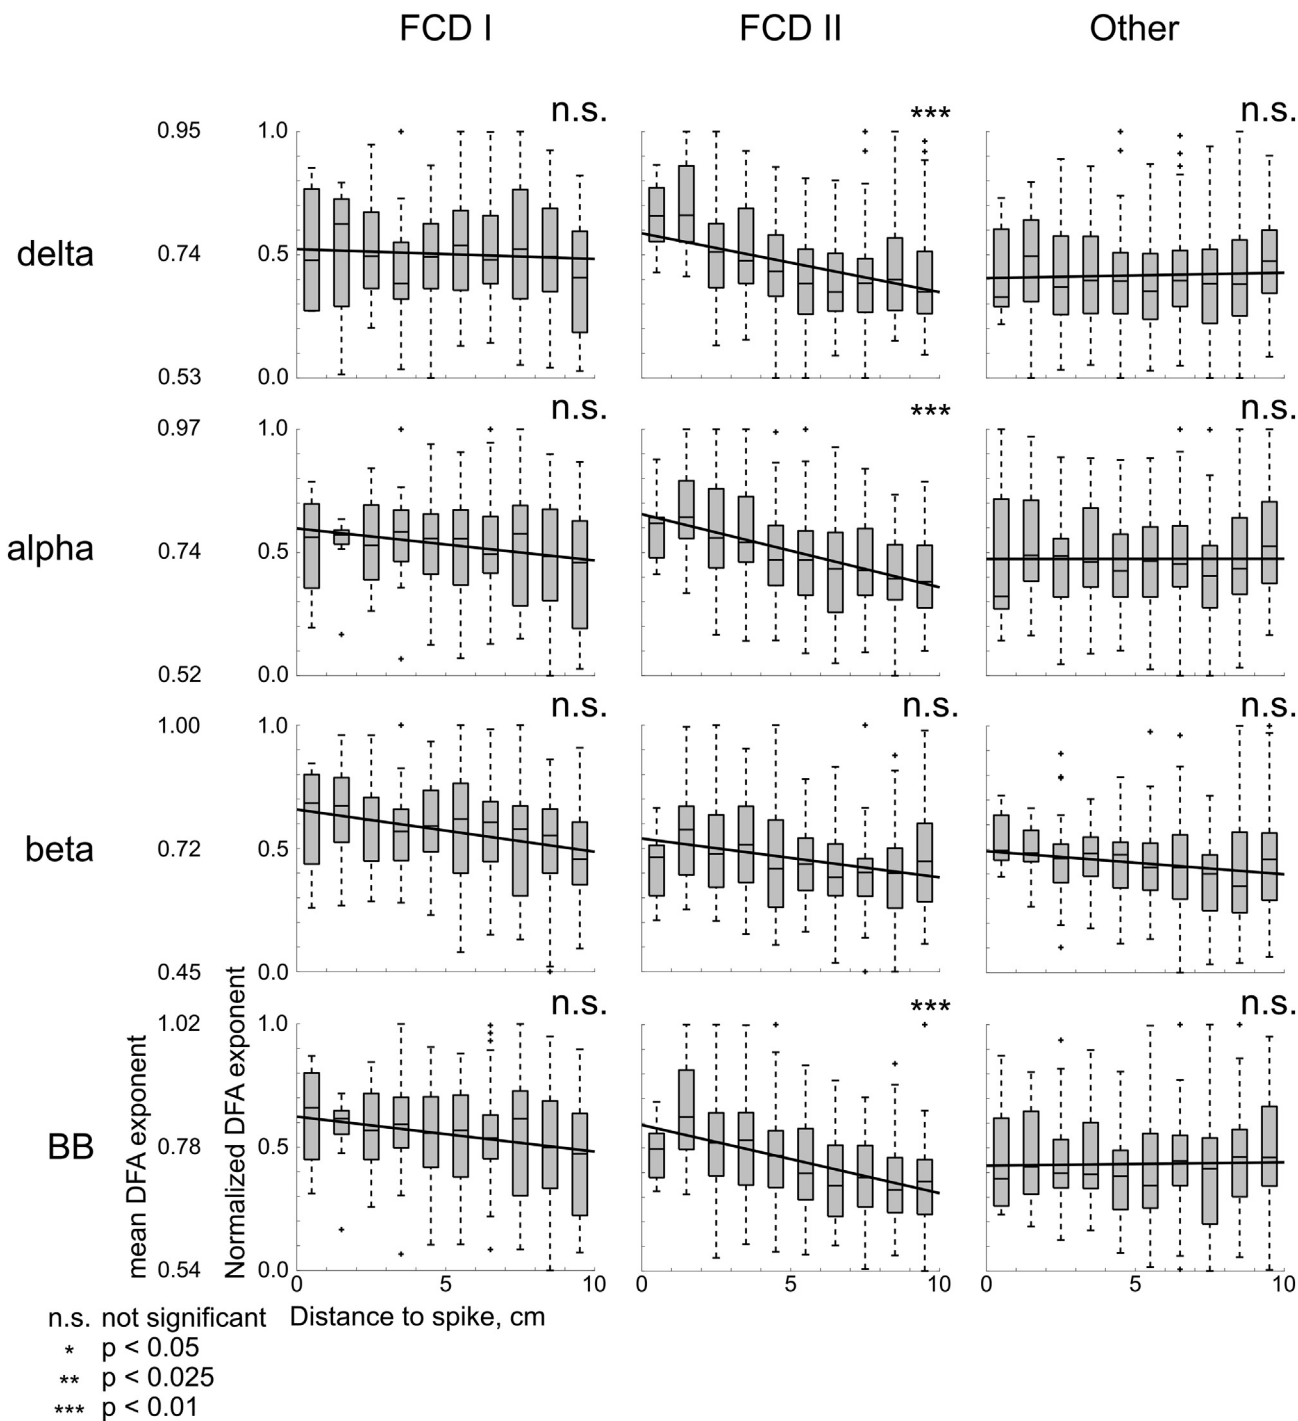 FCD I FCD II Other
n.s. *** n.s.
0.95 1.0
delta 0.74 0.5
0.53 0.0
n.s. *** n.s.
0.97 1.0
alpha 0.74 0.5
0.52 0.0
n.s. n.s. n.s.
1.00 1.0
beta 0.72 0.5
0.45 0.0
n.s. *** n.s.
1.02 1.0
BB 0.78 0.5
0.54 0.0
mean DFA exponent
Normalized DFA exponent
0 5 10 0 5 10 0 5 10
Distance to spike, cm
n.s. not significant
* p < 0.05
** p < 0.025
*** p < 0.01